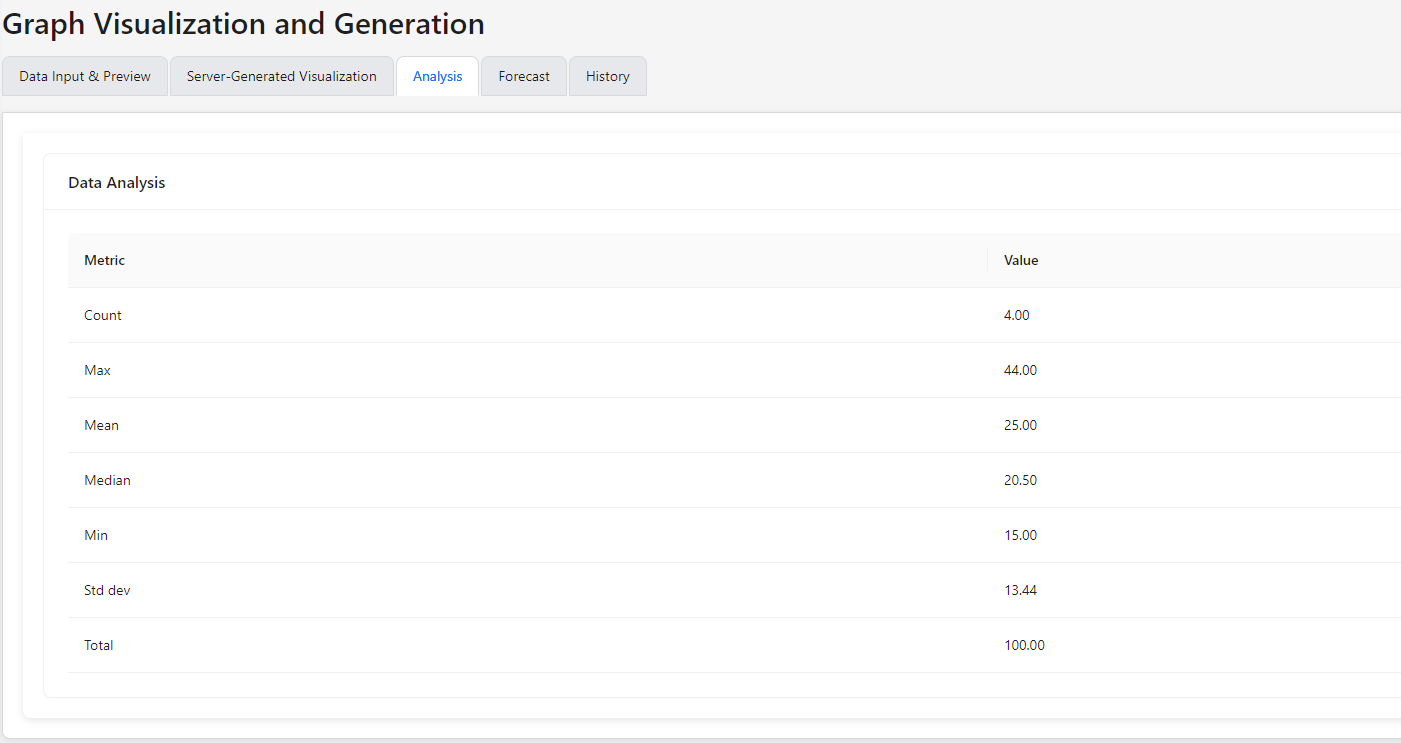 Graph Visualization and Generation
Data Input & Preview Server-Generated Visualization Analysis Forecast History
Data Analysis
Metric Value
Count 4.00
Max 44.00
Mean 25.00
Median 20.50
Min 15.00
Std dev 13.44
Total 100.00